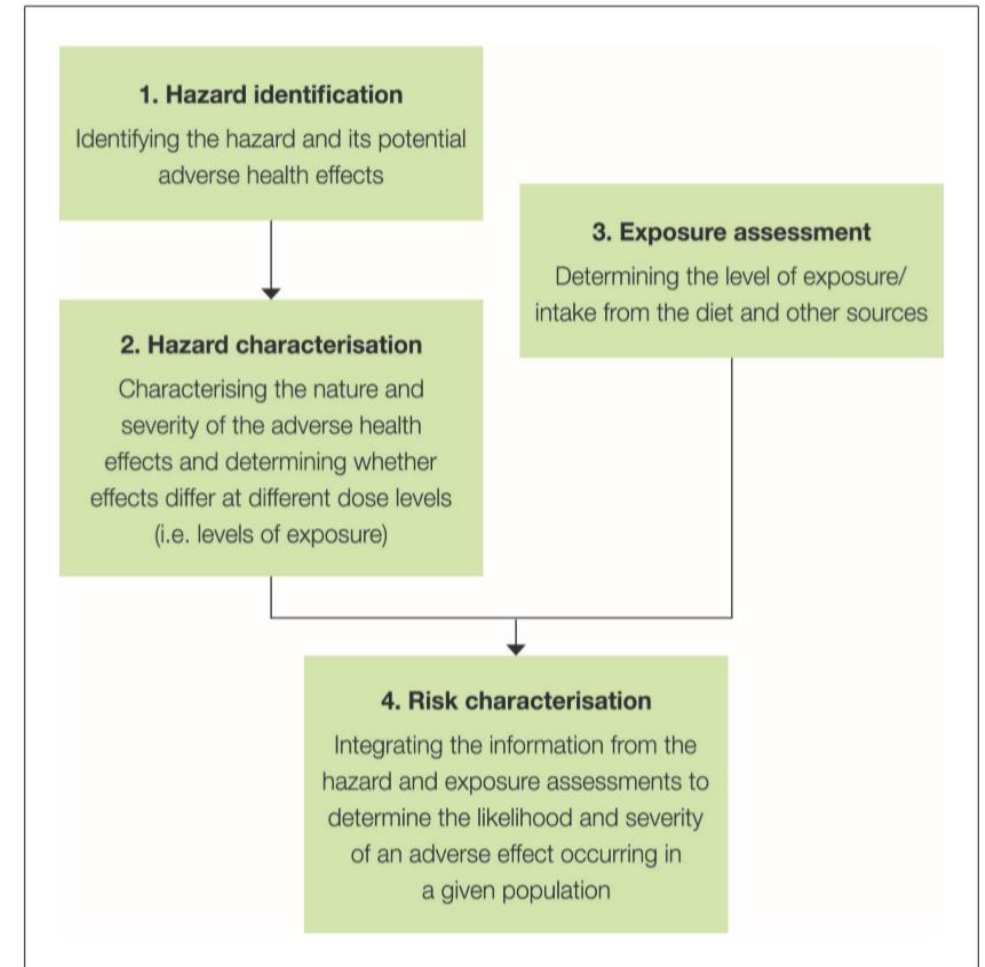 1. Hazard identification
Identifying the hazard and its potential
adverse health effects
2. Hazard characterisation
Characterising the nature and
severity of the adverse health
effects and determining whether
effects differ at different dose levels
(i.e. levels of exposure)
3. Exposure assessment
Determining the level of exposure/
intake from the diet and other sources
4. Risk characterisation
Integrating the information from the
hazard and exposure assessments to
determine the likelihood and severity
of an adverse effect occurring in
a given population